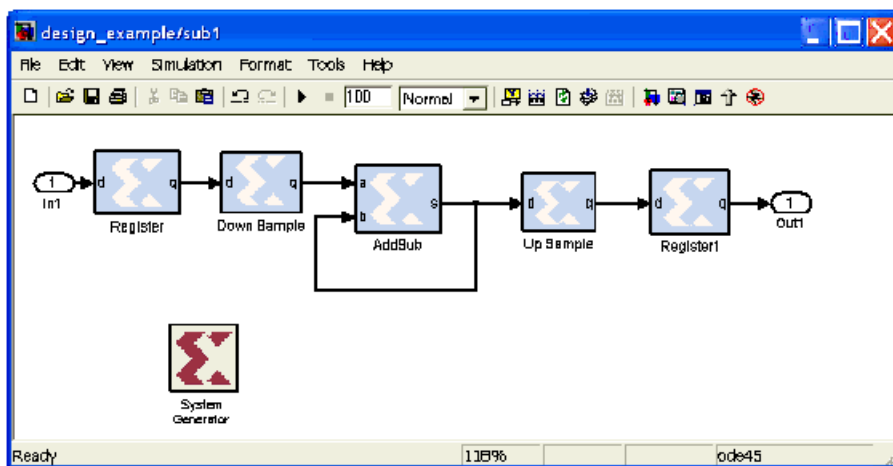 design_example/sub1
File Edit View Simulation Format Tools Help
100 Normal
1 d q d q a b s d q d q 1
In1 Register Down Sample AddSub Up Sample Register1 Out1
System
Generator
Ready 118% ode45